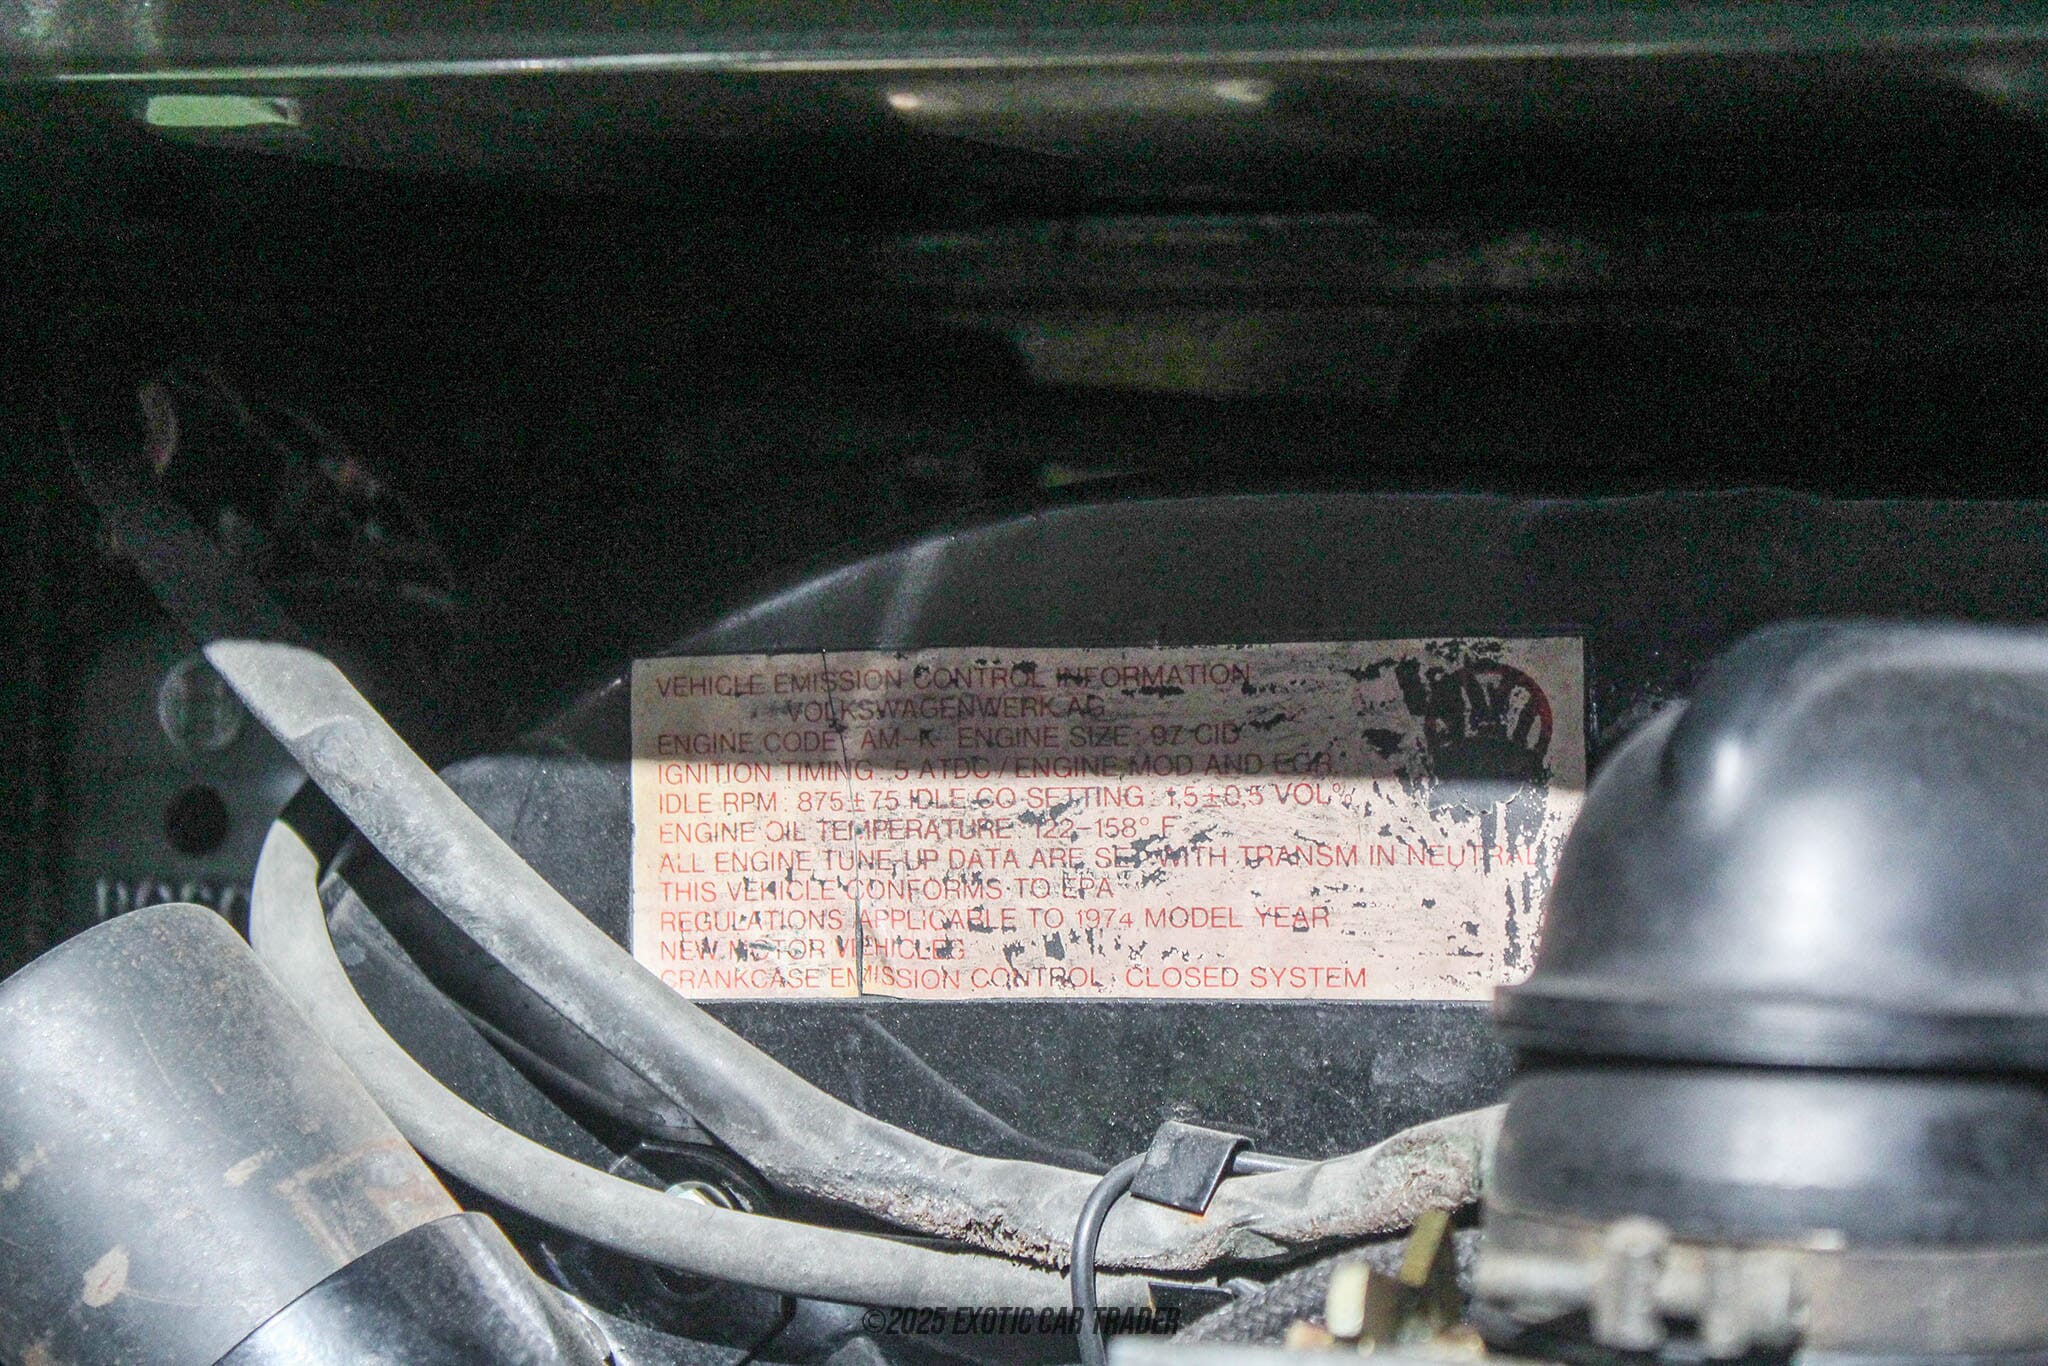 VEHICLE EMISSION CONTROL INFORMATION
VOLKSWAGENWERK AG
ENGINE CODE: AM-K ENGINE SIZE: 97 CID
IGNITION TIMING: 5 ATDC / ENGINE MOD AND EGR
IDLE RPM: 875±75 IDLE CO SETTING: 1,5±0,5 VOL%
ENGINE OIL TEMPERATURE: 122-158° F
ALL ENGINE TUNE-UP DATA ARE SET WITH TRANSM IN NEUTRAL
THIS VEHICLE CONFORMS TO EPA
REGULATIONS APPLICABLE TO 1974 MODEL YEAR
NEW MOTOR VEHICLES
CRANKCASE EMISSION CONTROL: CLOSED SYSTEM
©2025 EXOTIC CAR TRADER